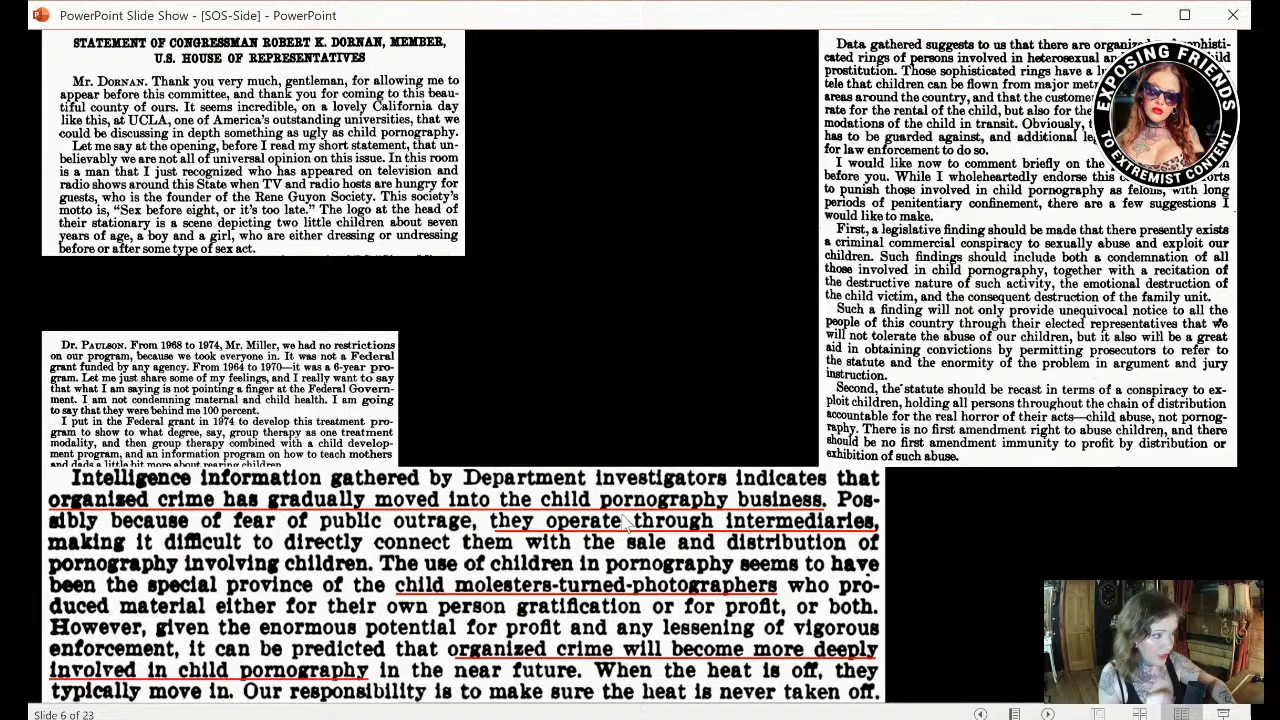 PowerPoint Slide Show - [SOS-Side] - PowerPoint
STATEMENT OF CONGRESSMAN ROBERT K. DORNAN, MEMBER,
U.S. HOUSE OF REPRESENTATIVES
Mr. DORNAN. Thank you very much, gentleman, for allowing me to
appear before this committee, and thank you for coming to this beau-
tiful county of ours. It seems incredible, on a lovely California day
like this, at UCLA, one of America's outstanding universities, that we
could be discussing in depth something as ugly as child pornography.
Let me say at the opening, before I read my short statement, that un-
believably we are not all of universal opinion on this issue. In this room
is a man that I just recognized who has appeared on television and
radio shows around this State when TV and radio hosts are hungry for
guests, who is the founder of the Rene Guyon Society. This society's
motto is, "Sex before eight, or it's too late." The logo at the head of
their stationary is a scene depicting two little children about seven
years of age, a boy and a girl, who are either dressing or undressing
before or after some type of sex act.
Dr. PAULSON. From 1968 to 1974, Mr. Miller, we had no restrictions
on our program, because we took everyone in. It was not a Federal
grant funded by any agency. From 1964 to 1970—it was a 6-year pro-
gram. Let me just share some of my feelings, and I really want to say
that what I am saying is not pointing a finger at the Federal Govern-
ment. I am not condemning maternal and child health. I am going
to say that they were behind me 100 percent.
I put in the Federal grant in 1974 to develop this treatment pro-
gram to show to what degree, say, group therapy as one treatment
modality, and then group therapy combined with a child develop-
ment program, and an information program on how to teach mothers
and dads a little bit more about rearing children.
Data gathered suggests to us that there are organized sophisti-
cated rings of persons involved in heterosexual and child
prostitution. Those sophisticated rings have a
tele that children can be flown from major
areas around the country, and that the customer
rate for the rental of the child, but also for the
modations of the child in transit. Obviously,
has to be guarded against, and additional
for law enforcement to do so.
I would like now to comment briefly on the
before you. While I wholeheartedly endorse this
to punish those involved in child pornography as felons, with long
periods of penitentiary confinement, there are a few suggestions I
would like to make.
First, a legislative finding should be made that there presently exists
a criminal commercial conspiracy to sexually abuse and exploit our
children. Such findings should include both a condemnation of all
those involved in child pornography, together with a recitation of
the destructive nature of such activity, the emotional destruction of
the child victim, and the consequent destruction of the family unit.
Such a finding will not only provide unequivocal notice to all the
people of this country through their elected representatives that we
will not tolerate the abuse of our children, but it also will be a great
aid in obtaining convictions by permitting prosecutors to refer to
the statute and the enormity of the problem in argument and jury
instruction.
Second, the statute should be recast in terms of a conspiracy to ex-
ploit children, holding all persons throughout the chain of distribution
accountable for the real horror of their acts—child abuse, not pornog-
raphy. There is no first amendment right to abuse children, and there
should be no first amendment immunity to profit by distribution or
exhibition of such abuse.
EXPOSING FRIENDS
TO EXTREMIST CONTENT
Intelligence information gathered by Department investigators indicates that
organized crime has gradually moved into the child pornography business. Pos-
sibly because of fear of public outrage, they operate through intermediaries,
making it difficult to directly connect them with the sale and distribution of
pornography involving children. The use of children in pornography seems to have
been the special province of the child molesters-turned-photographers who pro-
duced material either for their own person gratification or for profit, or both.
However, given the enormous potential for profit and any lessening of vigorous
enforcement, it can be predicted that organized crime will become more deeply
involved in child pornography in the near future. When the heat is off, they
typically move in. Our responsibility is to make sure the heat is never taken off.
Slide 6 of 23